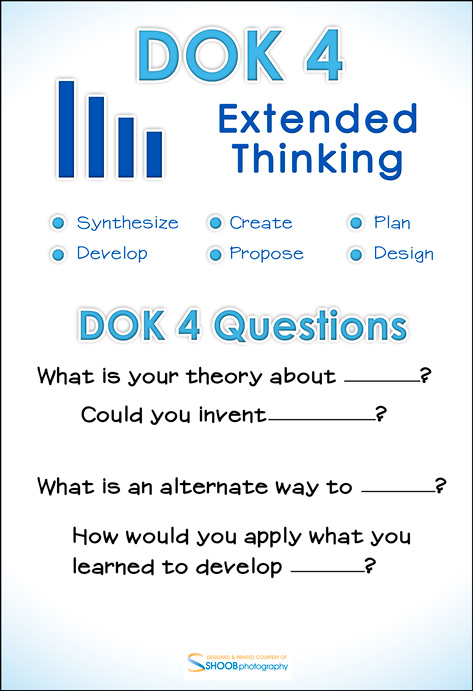 DOK 4
Extended
Thinking
Synthesize Create Plan
Develop Propose Design
DOK 4 Questions
What is your theory about ______?
Could you invent________?
What is an alternate way to ______?
How would you apply what you
learned to develop ______?
DESIGNED & PRINTED COURTESY OF
SHOOBphotography